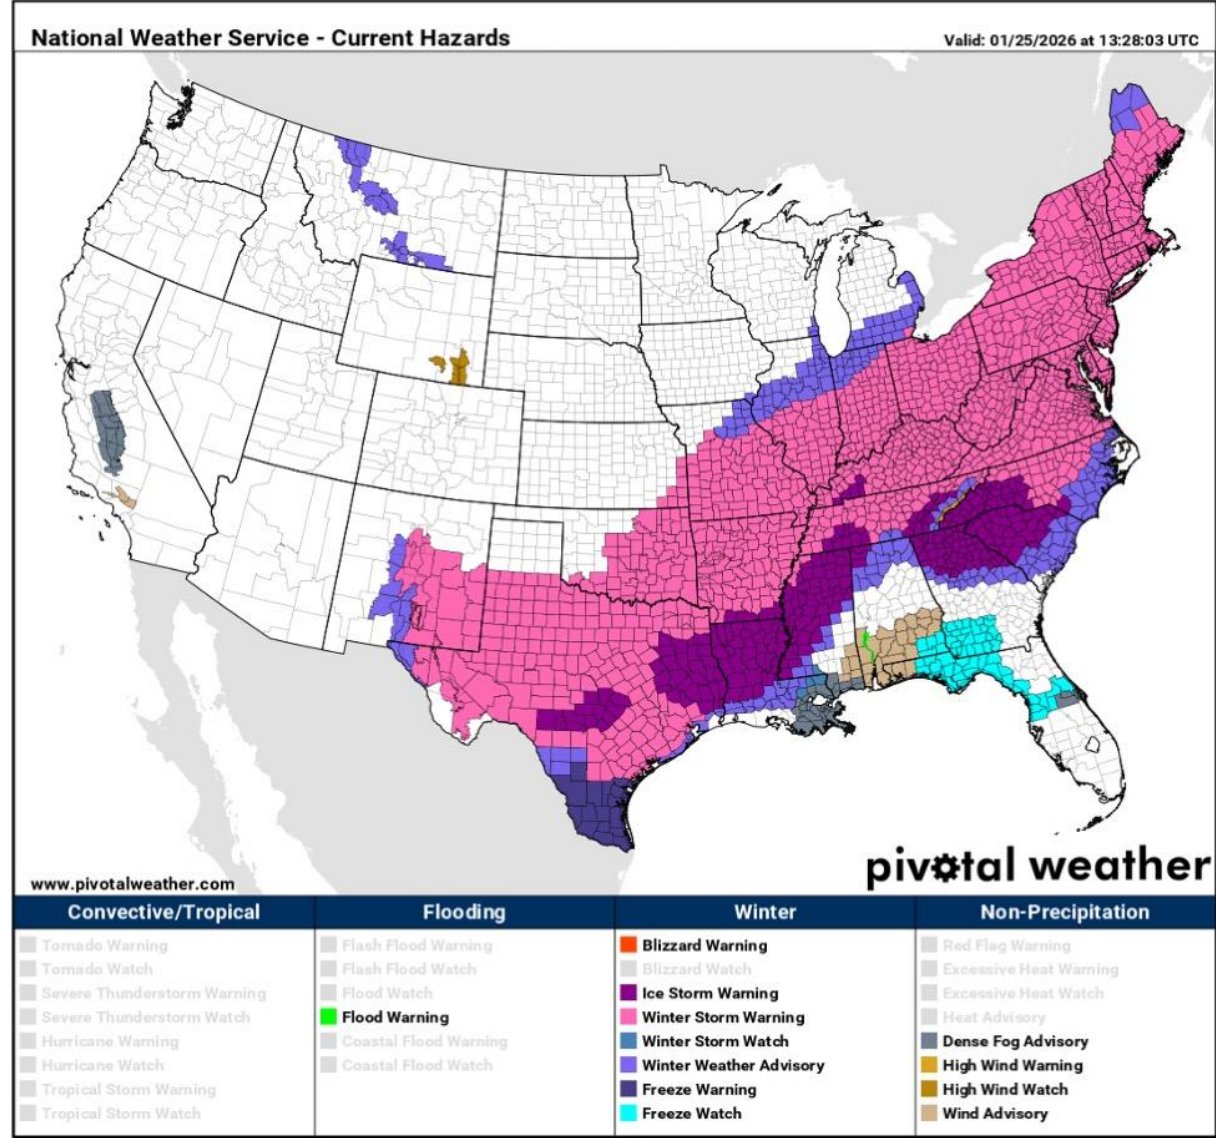 National Weather Service - Current Hazards
Valid: 01/25/2026 at 13:28:03 UTC
pivotal weather
www.pivotalweather.com
Convective/Tropical
Tornado Warning
Tornado Watch
Severe Thunderstorm Warning
Severe Thunderstorm Watch
Hurricane Warning
Hurricane Watch
Tropical Storm Warning
Tropical Storm Watch
Flooding
Flash Flood Warning
Flash Flood Watch
Flood Watch
Flood Warning
Coastal Flood Warning
Coastal Flood Watch
Winter
Blizzard Warning
Blizzard Watch
Ice Storm Warning
Winter Storm Warning
Winter Storm Watch
Winter Weather Advisory
Freeze Warning
Freeze Watch
Non-Precipitation
Red Flag Warning
Excessive Heat Warning
Excessive Heat Watch
Heat Advisory
Dense Fog Advisory
High Wind Warning
High Wind Watch
Wind Advisory